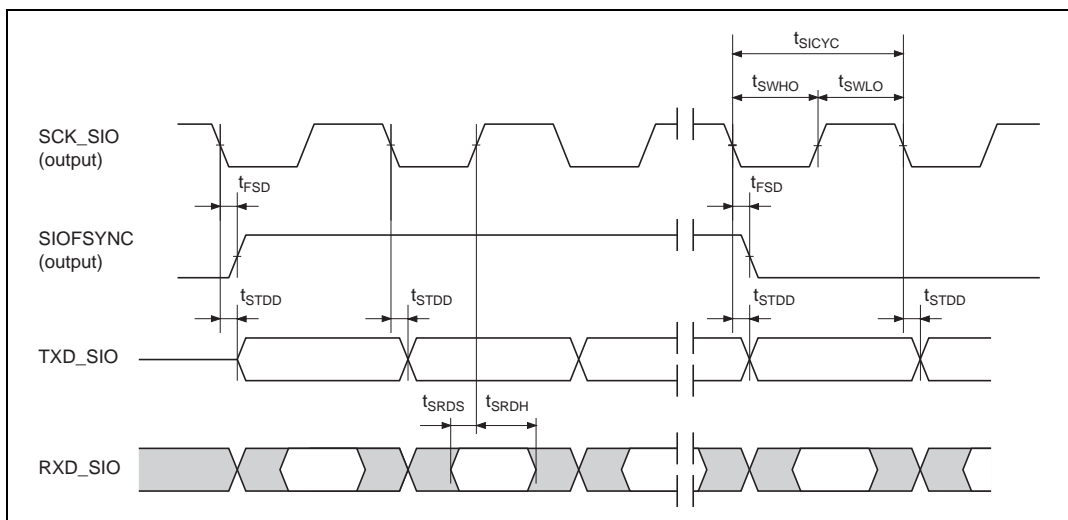 tSICYC
tSWHO tSWLO
SCK_SIO
(output)
tFSD tFSD
SIOFSYNC
(output)
tSTDD tSTDD tSTDD tSTDD
TXD_SIO
tSRDS tSRDH
RXD_SIO